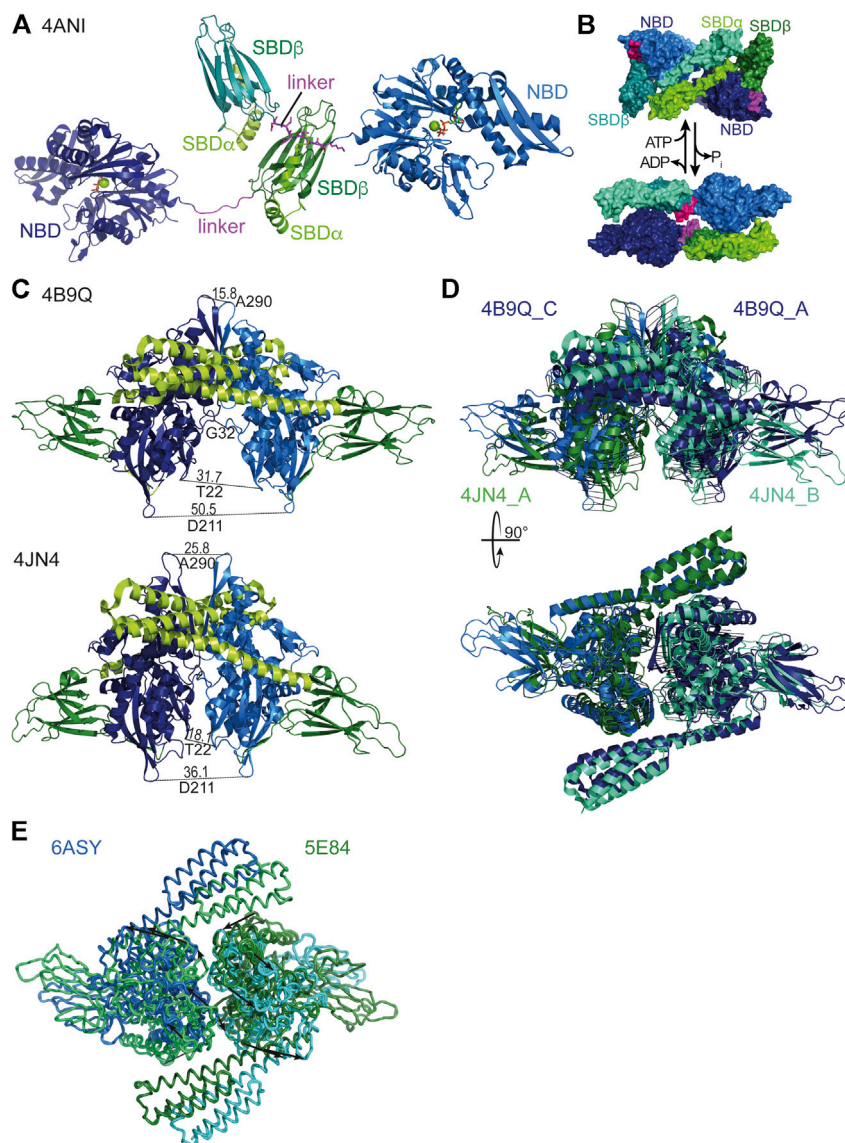 A 4ANI
SBDβ
linker
NBD
SBDα
SBDβ
NBD
linker
SBDα
B
NBD SBDα SBDβ
SBDβ NBD
ATP
ADP Pi
C
4B9Q
15.8
A290
G32
31.7
T22
50.5
D211
4JN4
25.8
A290
18.1
T22
36.1
D211
D
4B9Q_C 4B9Q_A
4JN4_A 4JN4_B
90°
E
6ASY 5E84